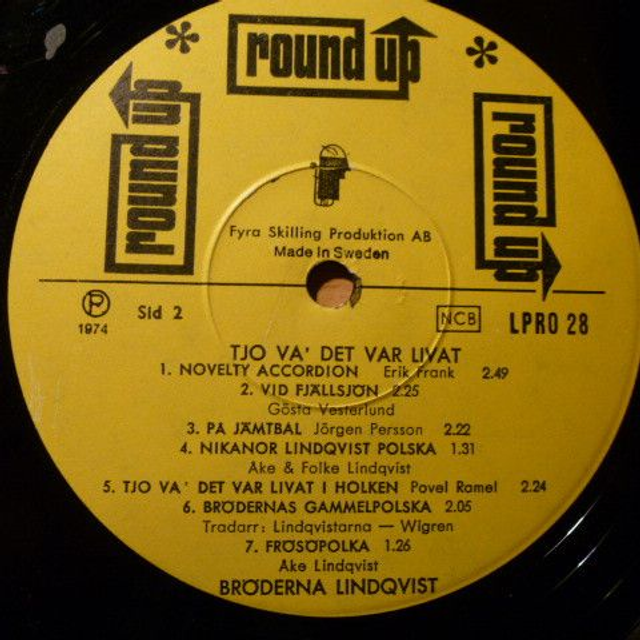 round up
round up
round up
Fyra Skilling Produktion AB
Made In Sweden
P
1974
Sid 2
NCB
LPRO 28
TJO VA' DET VAR LIVAT
1. NOVELTY ACCORDION Erik Frank 2.49
2. VID FJÄLLSJÖN 2.25
Gösta Vesterlund
3. PA JÄMTBAL Jörgen Persson 2.22
4. NIKANOR LINDQVIST POLSKA 1.31
Ake & Folke Lindqvist
5. TJO VA' DET VAR LIVAT I HOLKEN Povel Ramel 2.24
6. BRÖDERNAS GAMMELPOLSKA 2.05
Tradarr: Lindqvistarna — Wigren
7. FRÖSÖPOLKA 1.26
Ake Lindqvist
BRÖDERNA LINDQVIST